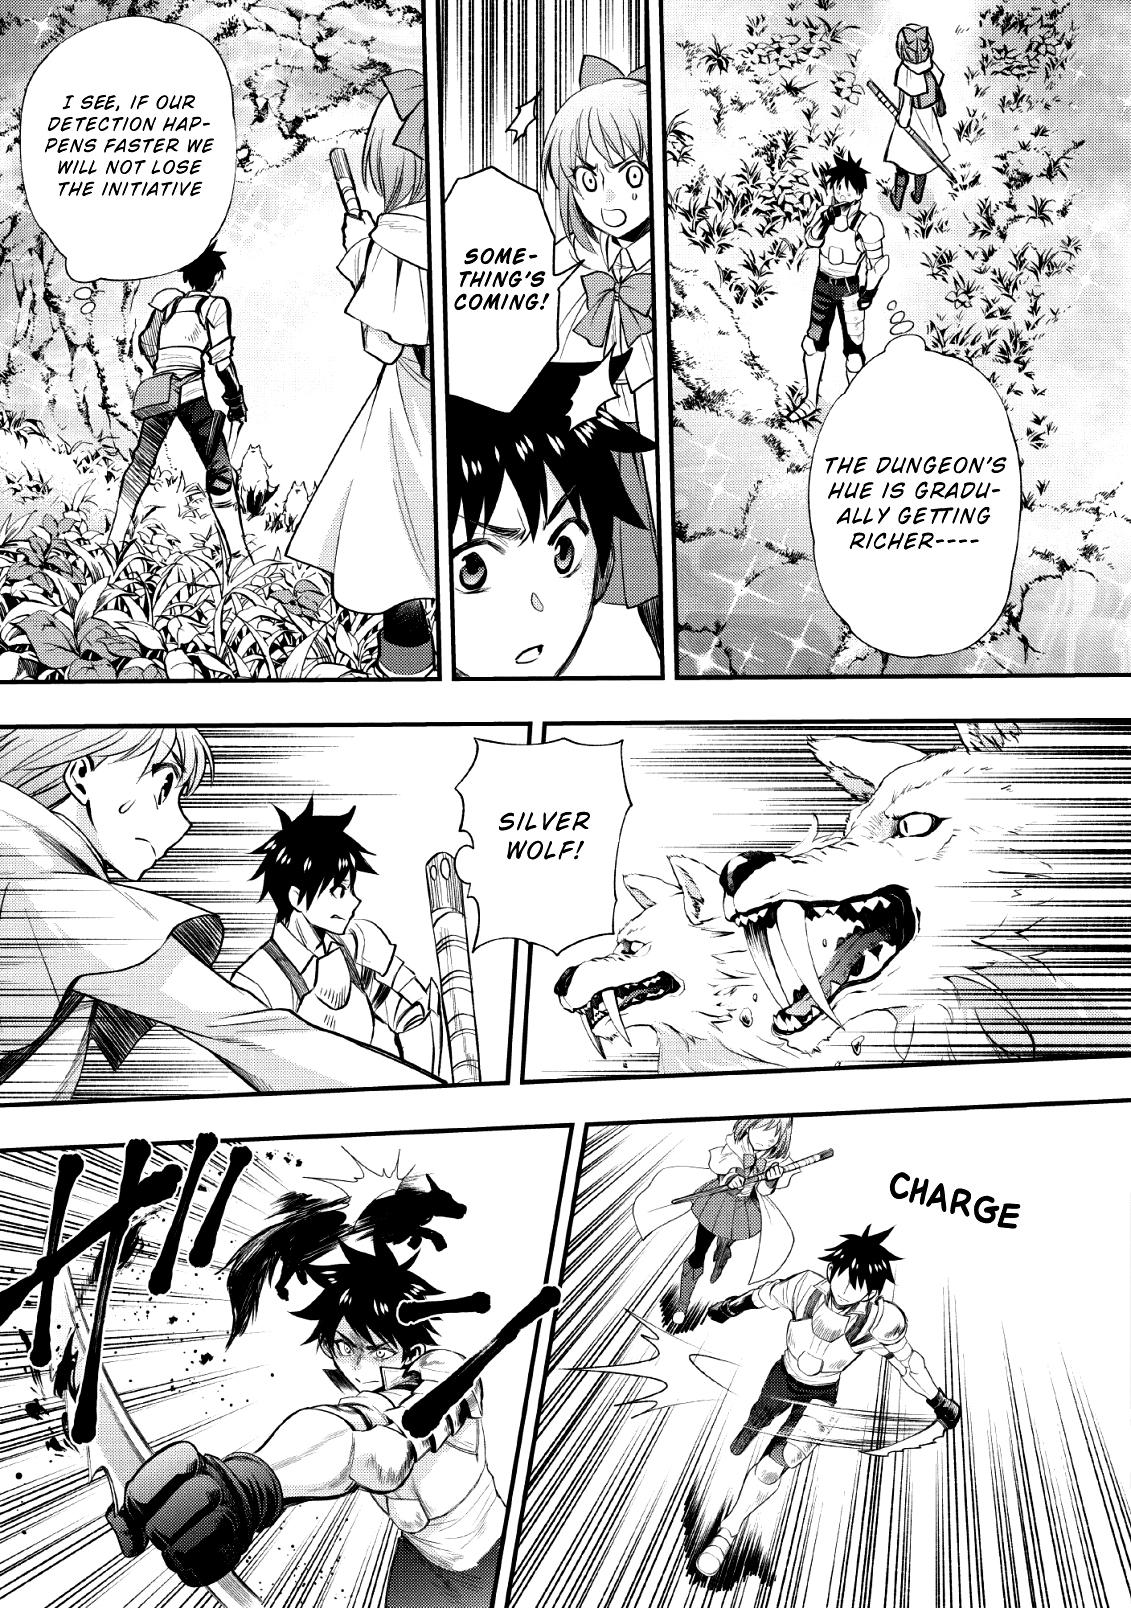 THE DUNGEON'S
HUE IS GRADU-
ALLY GETTING
RICHER----
SOME-
THING'S
COMING!
I SEE, IF OUR
DETECTION HAP-
PENS FASTER WE
WILL NOT LOSE
THE INITIATIVE
SILVER
WOLF!
CHARGE